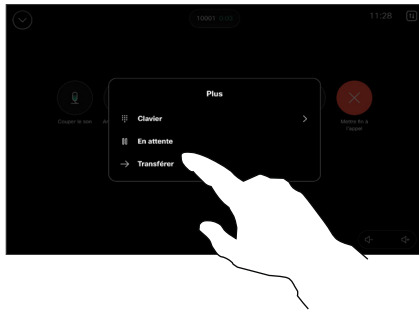 10001
11:28
Plus
Clavier
En attente
Transférer
Couper le son
Mettre fin à
l'appel